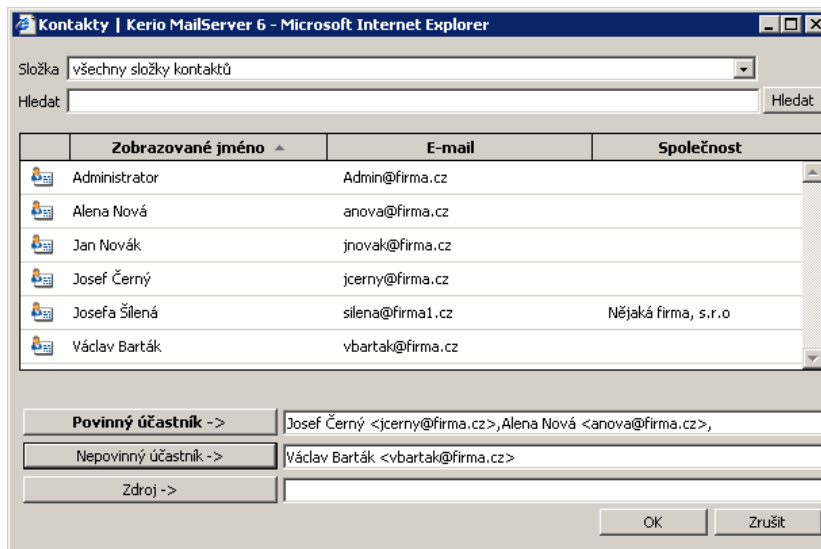 Kontakty | Kerio MailServer 6 - Microsoft Internet Explorer
Složka všechny složky kontaktů
Hledat Hledat
Zobrazované jméno E-mail Společnost
Administrator Admin@firma.cz
Alena Nová anova@firma.cz
Jan Novák jnovak@firma.cz
Josef Černý jcerny@firma.cz
Josefa Šílená silena@firma1.cz Nějaká firma, s.r.o
Václav Barták vbartak@firma.cz
Povinný účastník -> Josef Černý <jcerny@firma.cz>,Alena Nová <anova@firma.cz>,
Nepovinný účastník -> Václav Barták <vbartak@firma.cz>
Zdroj ->
OK Zrušit